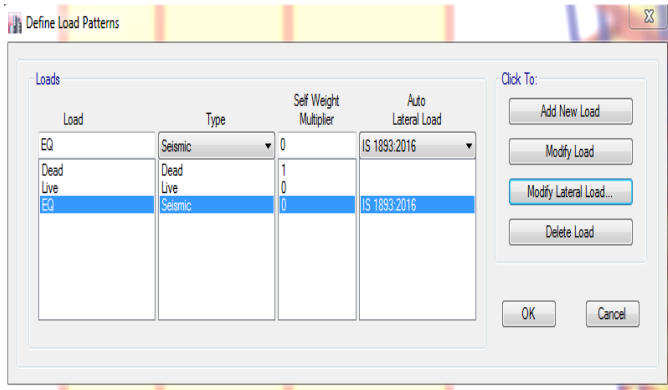 Define Load Patterns
Loads
Click To:
Load Type Self Weight Multiplier Auto Lateral Load
EQ Seismic 0 IS 1893:2016
Dead Dead 1
Live Live 0
EQ Seismic 0 IS 1893:2016
Add New Load
Modify Load
Modify Lateral Load...
Delete Load
OK Cancel